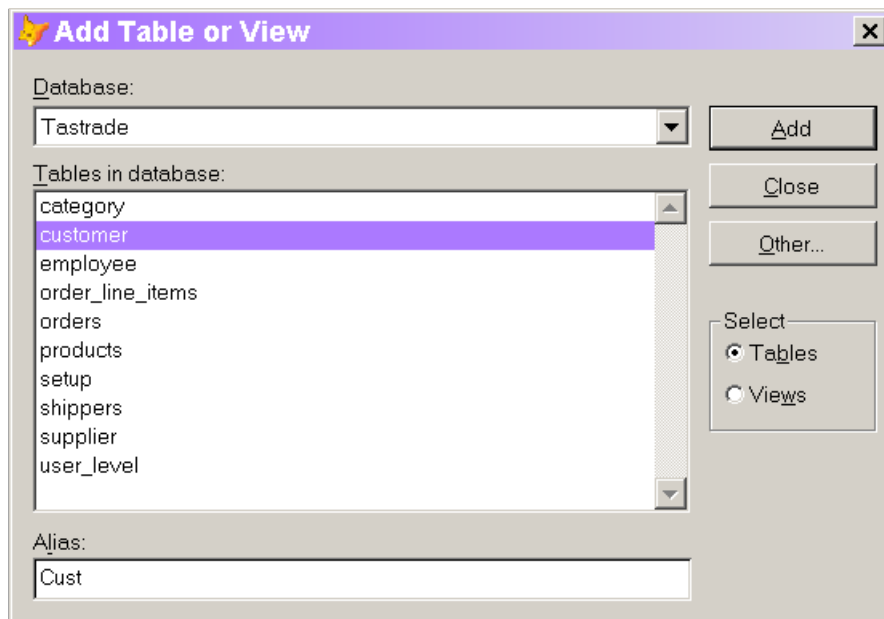 Add Table or View
Database:
Tastrade
Add
Tables in database:
Close
category
customer
Other...
employee
order_line_items
orders
Select
products
Tables
setup
Views
shippers
supplier
user_level
Alias:
Cust